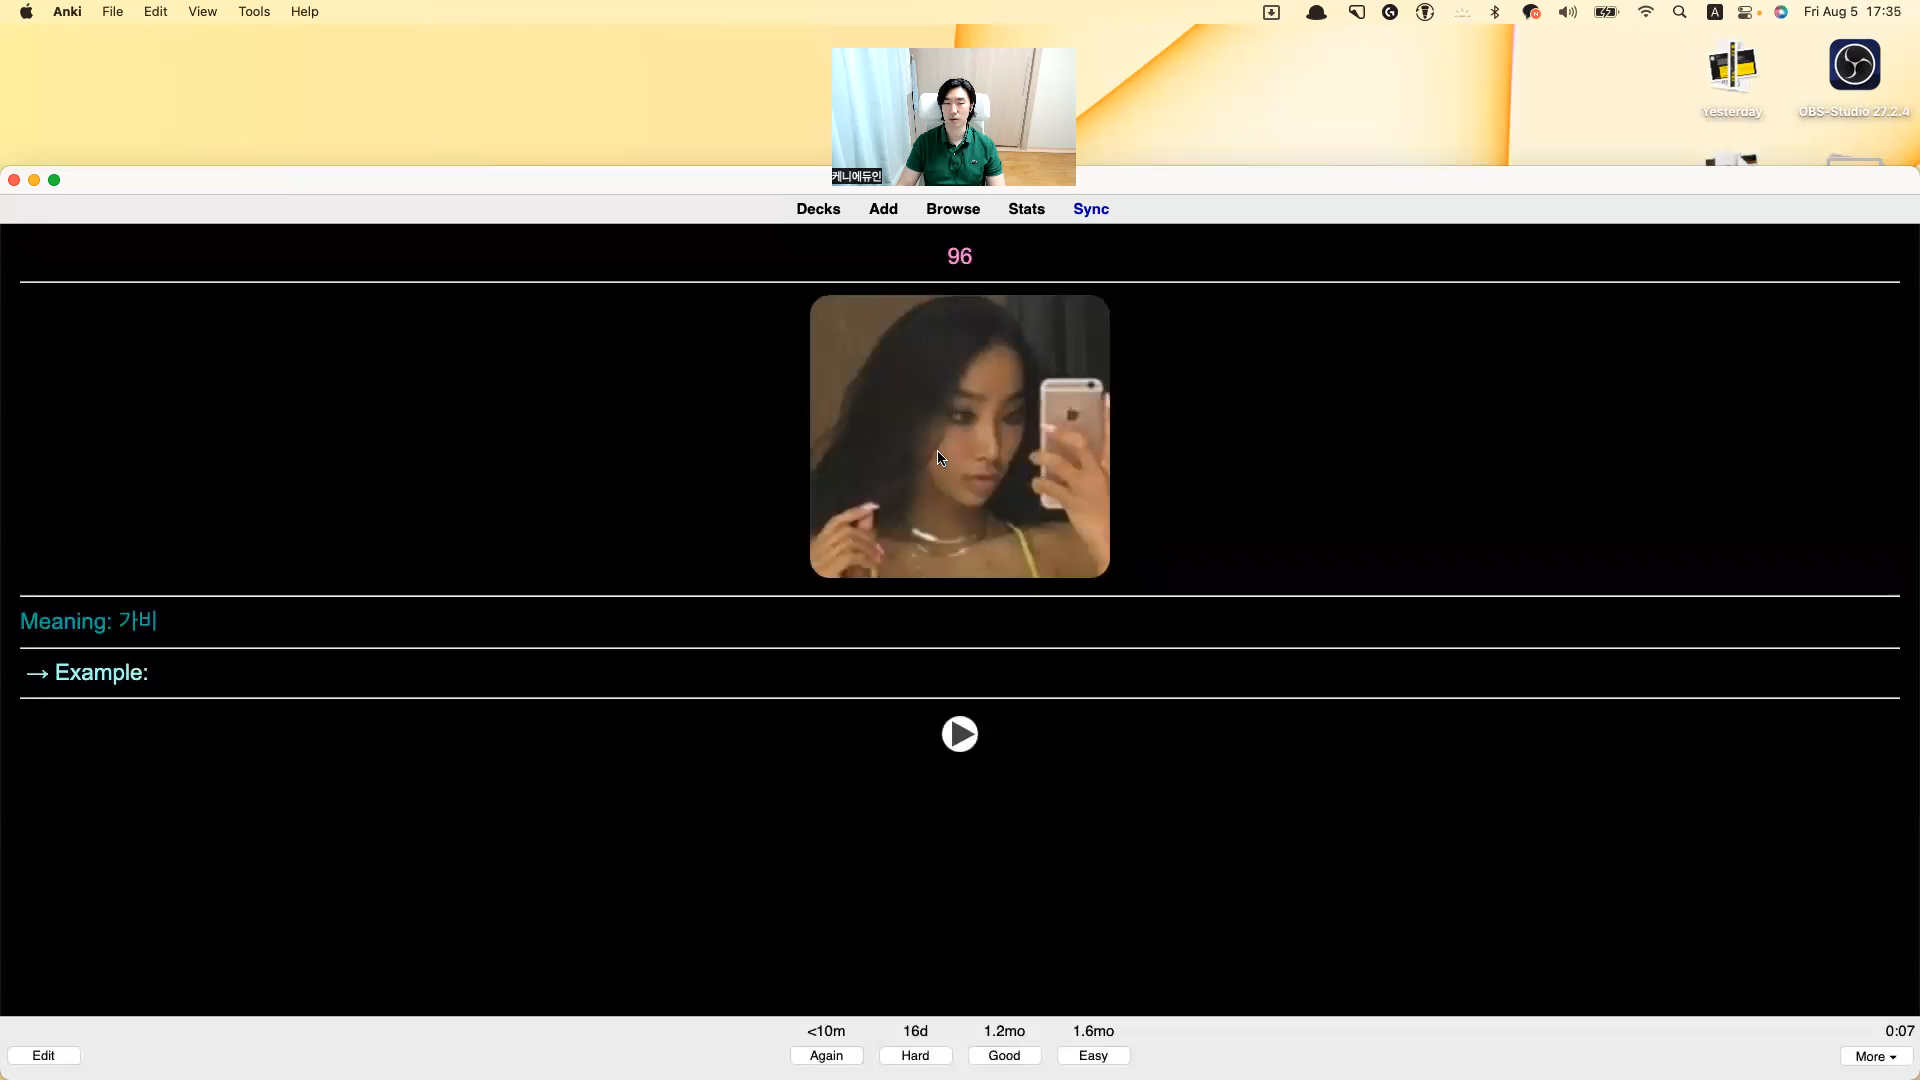 Anki File Edit View Tools Help
A Fri Aug 5 17:35
Yesterday
OBS-Studio 27.2.4
케니에듀인
Decks Add Browse Stats Sync
96
Meaning: 가비
→ Example:
<10m 16d 1.2mo 1.6mo 0:07
Edit Again Hard Good Easy More